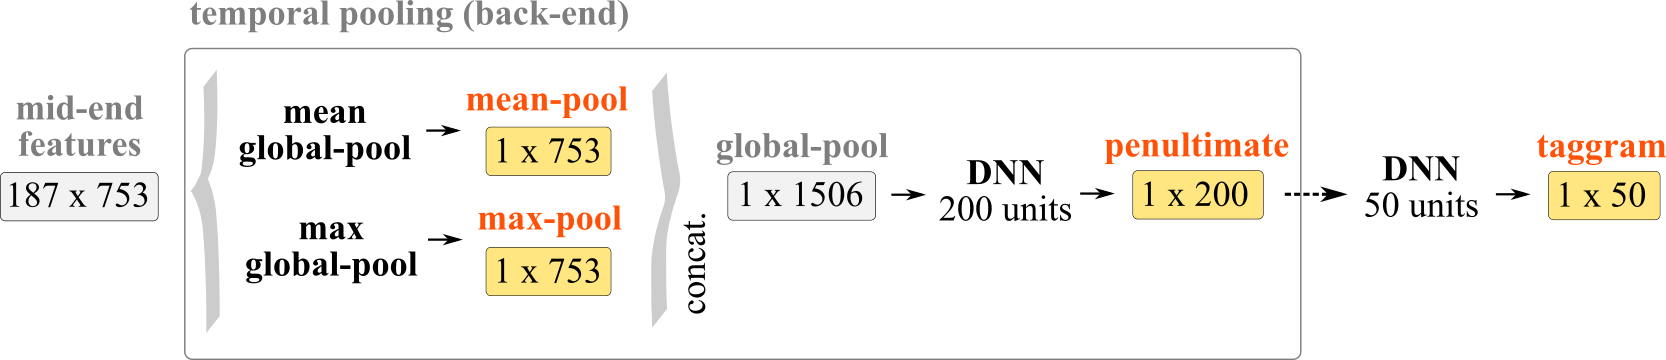 temporal pooling (back-end)
mid-end
features
187 x 753
mean
global-pool
mean-pool
1 x 753
max
global-pool
max-pool
1 x 753
concat.
global-pool
1 x 1506
DNN
200 units
penultimate
1 x 200
DNN
50 units
taggram
1 x 50